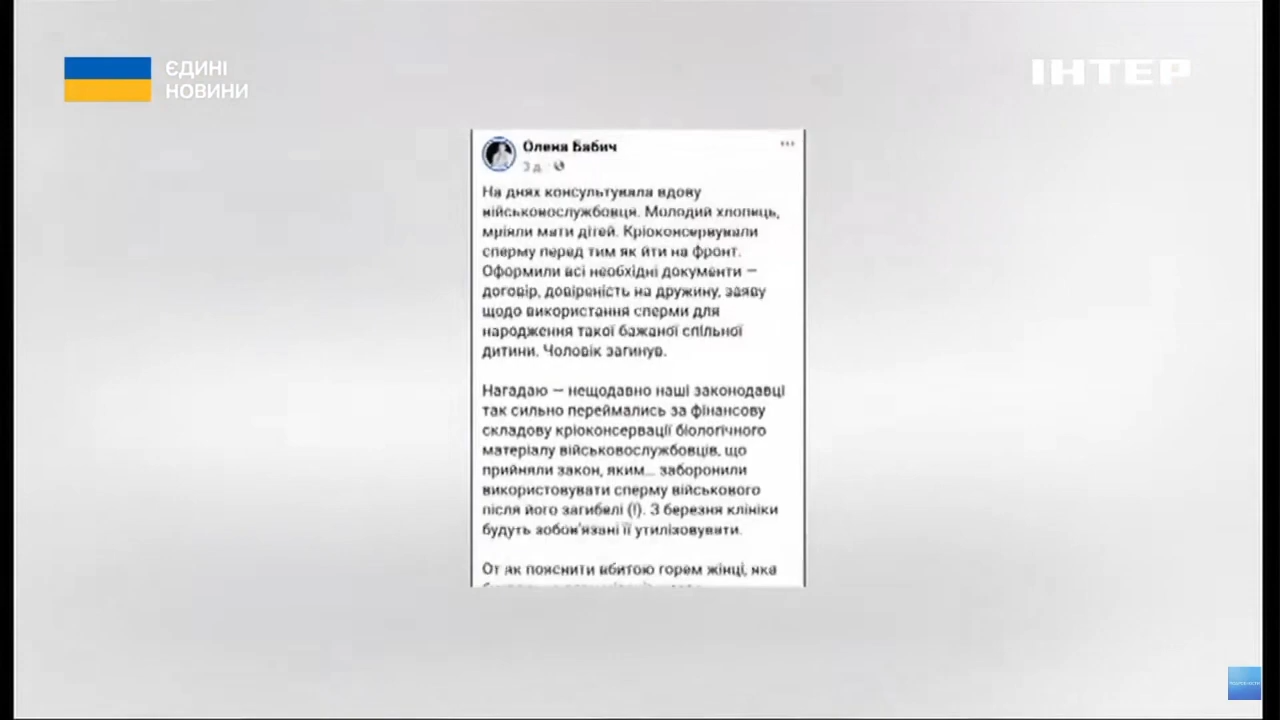 ЄДИНІ
НОВИНИ
ІНТЕР
Олена Бабич
3 д.
На днях консультувала вдову
військовослужбовця. Молодий хлопець,
мріяли мати дітей. Кріоконсервували
сперму перед тим як йти на фронт.
Оформили всі необхідні документи —
договір, довіреність на дружину, заяву
щодо використання сперми для
народження такої бажаної спільної
дитини. Чоловік загинув.
Нагадаю — нещодавно наші законодавці
так сильно переймались за фінансову
складову кріоконсервації біологічного
матеріалу військовослужбовців, що
прийняли закон, яким... заборонили
використовувати сперму військового
після його загибелі (!). З березня клініки
будуть зобов'язані її утилізовувати.
От як пояснити вбитою горем жінці, яка